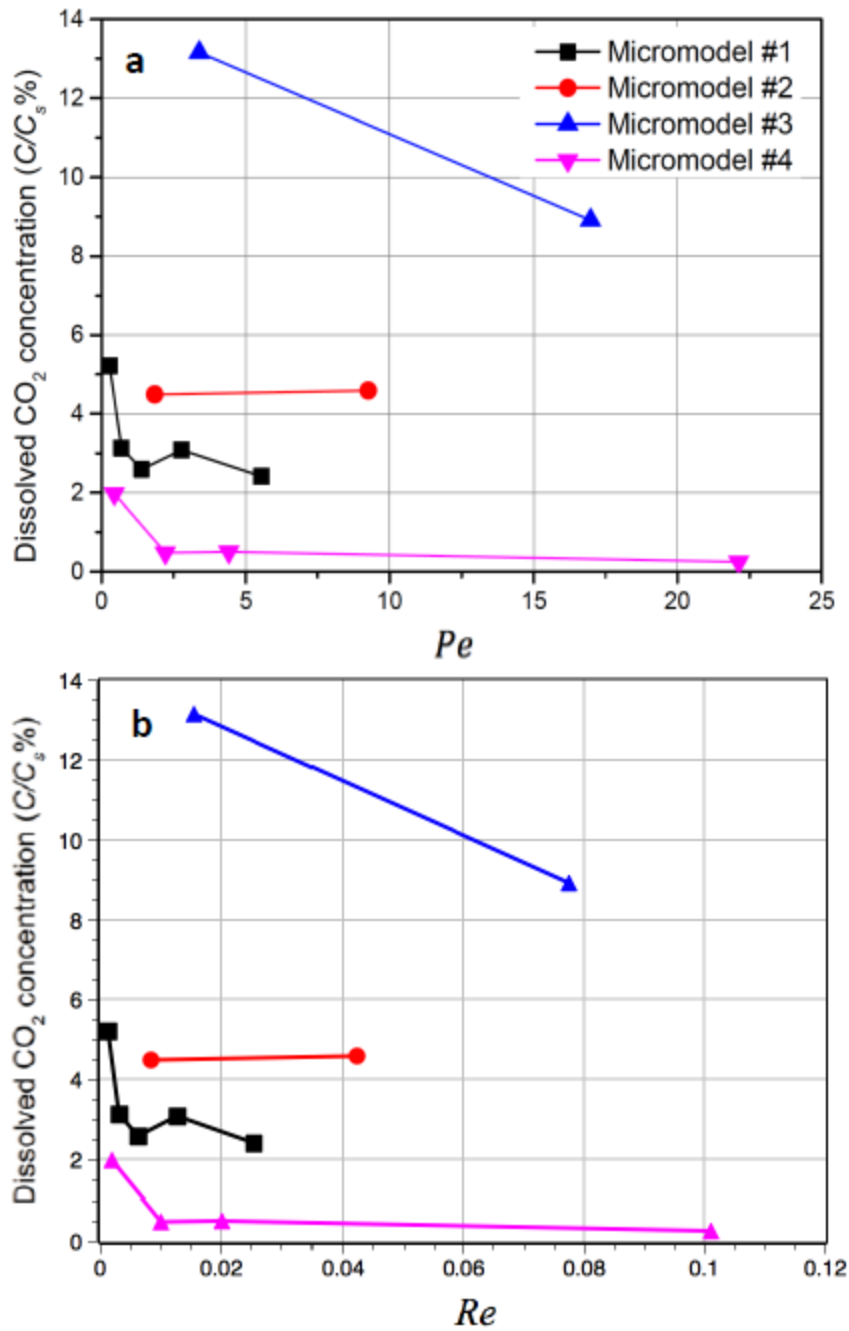 14
12
10
8
6
4
2
0
Dissolved CO₂ concentration (C/Cₛ%)
a
Micromodel #1
Micromodel #2
Micromodel #3
Micromodel #4
0 5 10 15 20 25
Pe
14
12
10
8
6
4
2
0
Dissolved CO₂ concentration (C/Cₛ%)
b
0 0.02 0.04 0.06 0.08 0.1 0.12
Re